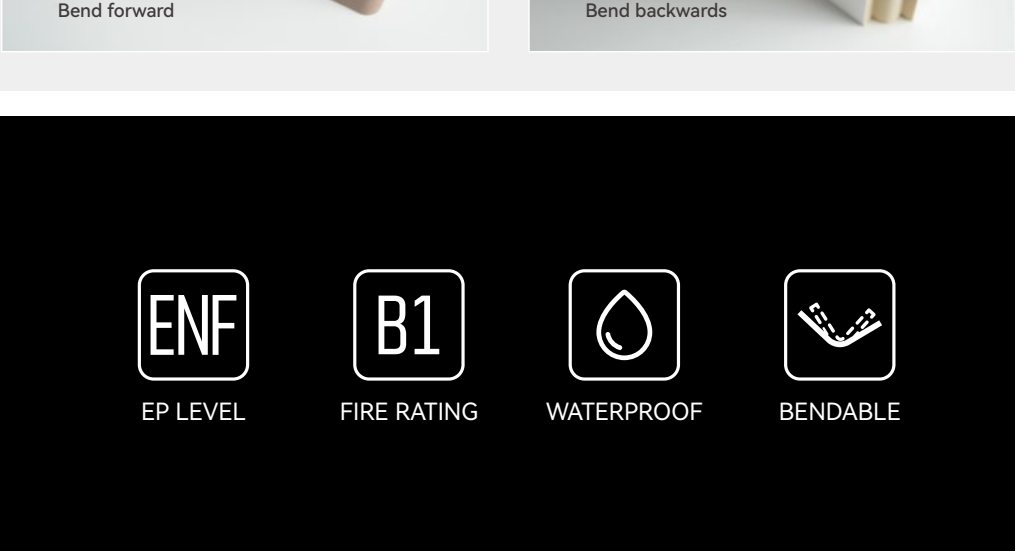 Bend forward
Bend backwards
ENF
B1
EP LEVEL
FIRE RATING
WATERPROOF
BENDABLE